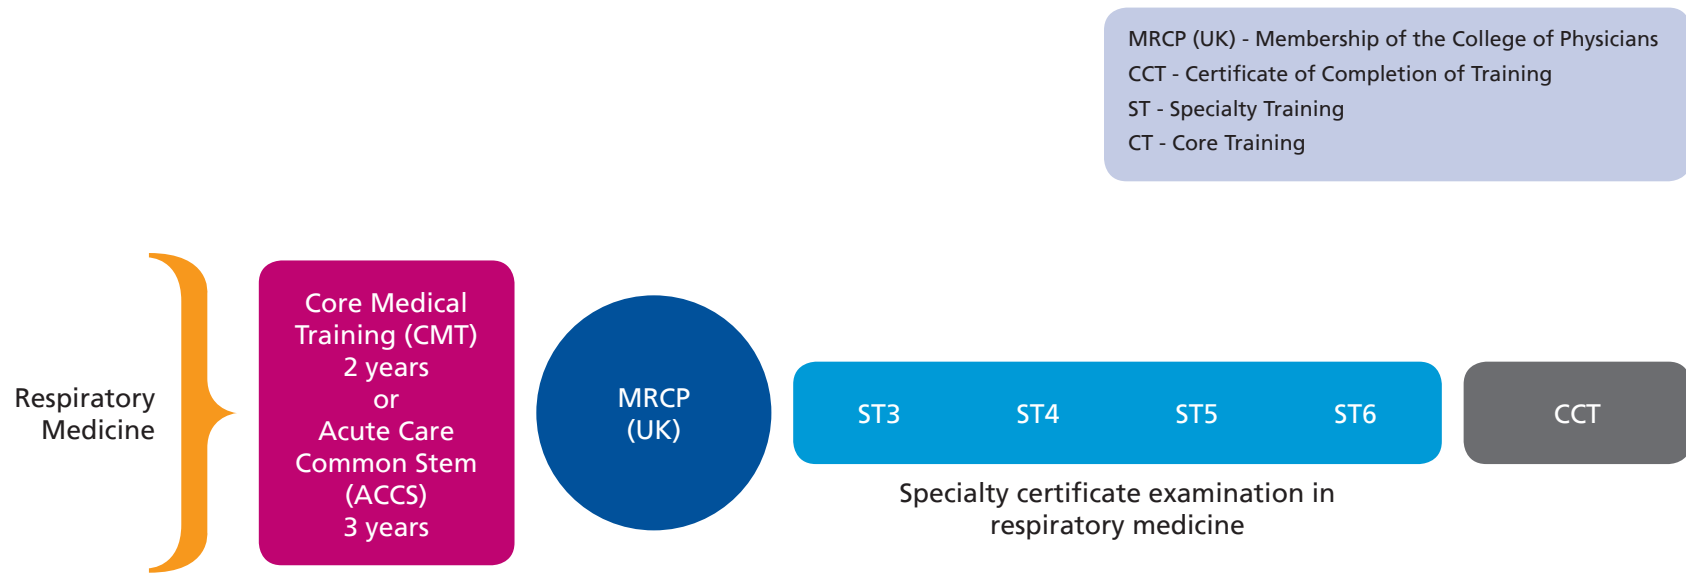 MRCP (UK) - Membership of the College of Physicians
CCT - Certificate of Completion of Training
ST - Specialty Training
CT - Core Training
Respiratory
Medicine
Core Medical
Training (CMT)
2 years
or
Acute Care
Common Stem
(ACCS)
3 years
MRCP
(UK)
ST3 ST4 ST5 ST6
CCT
Specialty certificate examination in
respiratory medicine